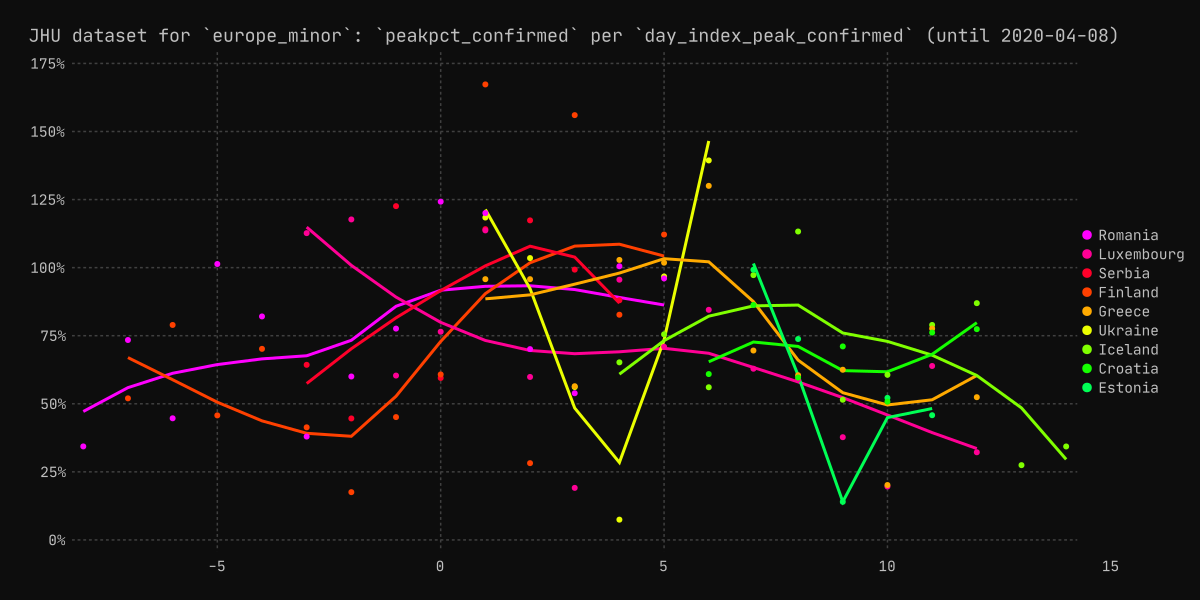 JHU dataset for `europe_minor`: `peakpct_confirmed` per `day_index_peak_confirmed` (until 2020-04-08)
175%
150%
125%
100%
75%
50%
25%
0%
-5
0
5
10
15
Romania
Luxembourg
Serbia
Finland
Greece
Ukraine
Iceland
Croatia
Estonia